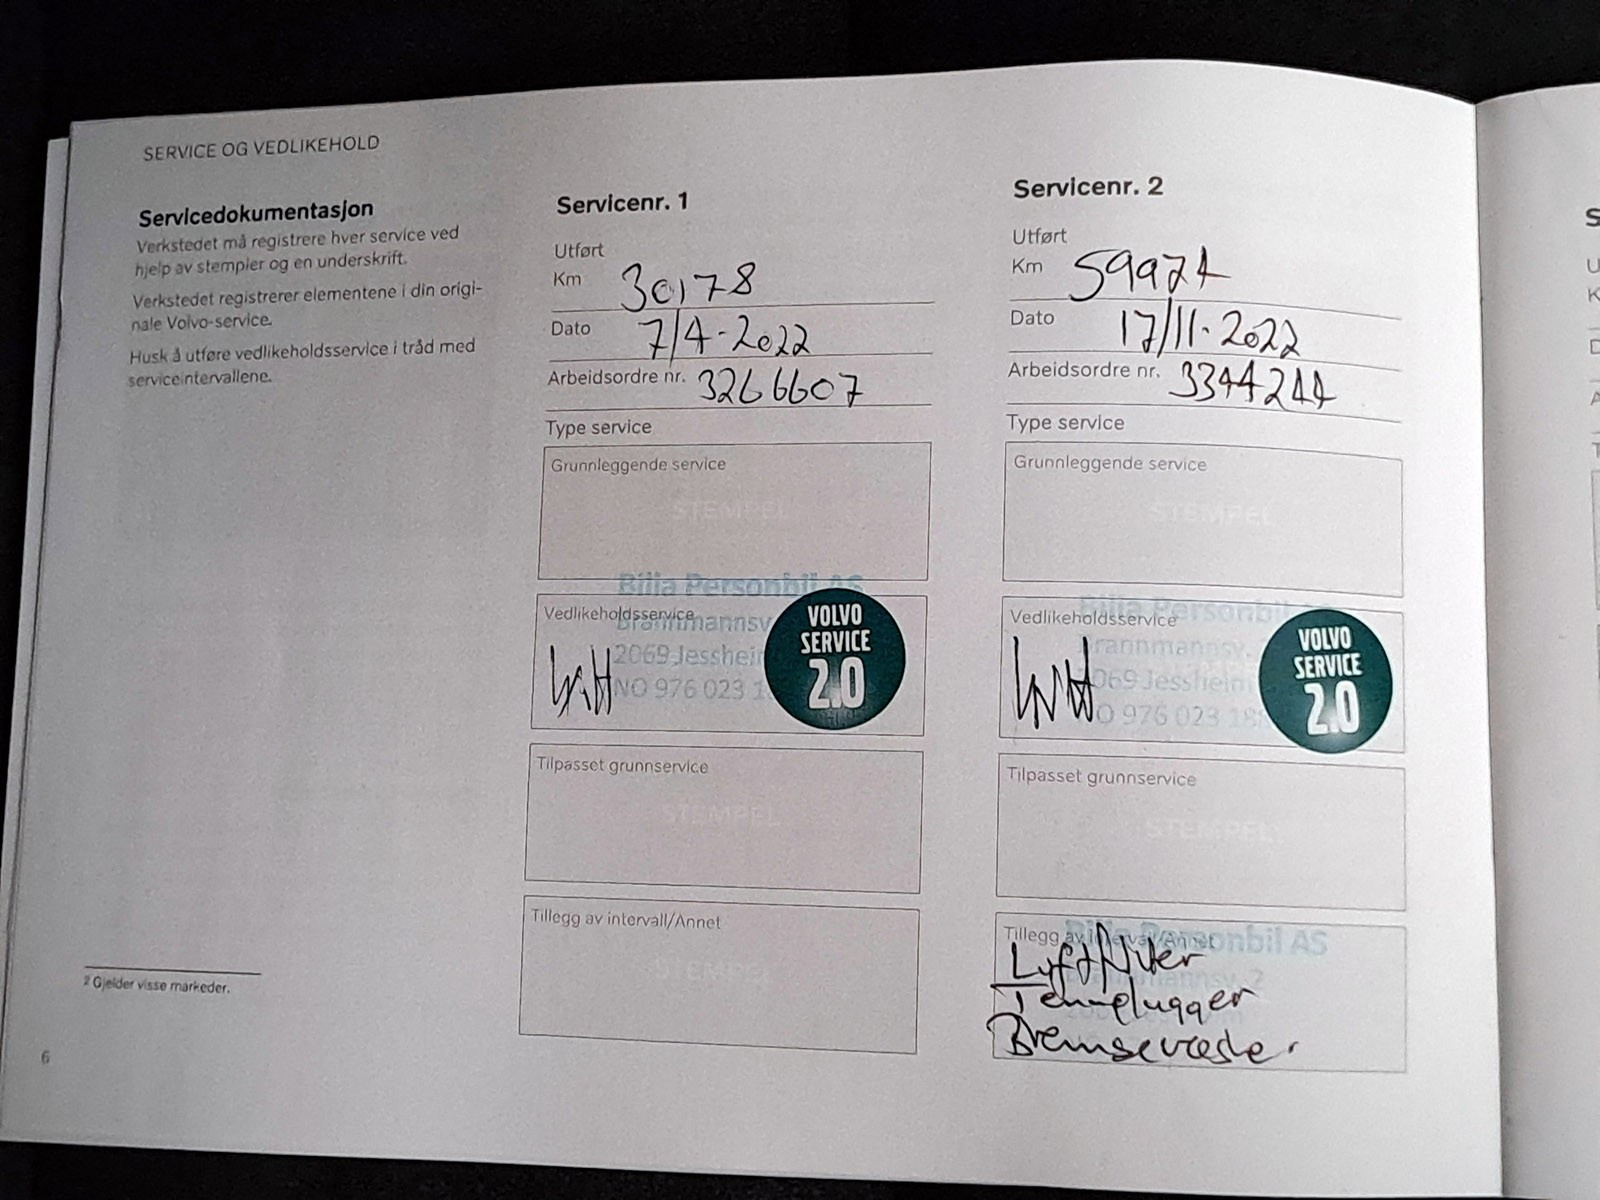 SERVICE OG VEDLIKEHOLD
Servicedokumentasjon
Verkstedet må registrere hver service ved
hjelp av stempler og en underskrift.
Verkstedet registrerer elementene i din origi-
nale Volvo-service.
Husk å utføre vedlikeholdsservice i tråd med
serviceintervallene.
2 Gjelder visse markeder.
6
Servicenr. 1
Utført
Km 30178
Dato 7/4-2022
Arbeidsordre nr. 3266607
Type service
Grunnleggende service
STEMPEL
Bilia Personbil AS
Vedlikeholdsservice
Brannmannsv
2069 Jessheim
NO 976 023 1
VOLVO
SERVICE
2.0
Tilpasset grunnservice
STEMPEL
Tillegg av intervall/Annet
STEMPEL
Servicenr. 2
Utført
Km 59974
Dato 17/11-2022
Arbeidsordre nr. 3344244
Type service
Grunnleggende service
STEMPEL
Bilia Personbil
Vedlikeholdsservice
rannmannsv.
069 Jessheim
O 976 023 188
VOLVO
SERVICE
2.0
Tilpasset grunnservice
STEMPEL
Bilia Personbil AS
Tillegg av intervall/Annet
Luftfilter
Tennplugger
Bremsevæske.
S
U
K
D
A
T